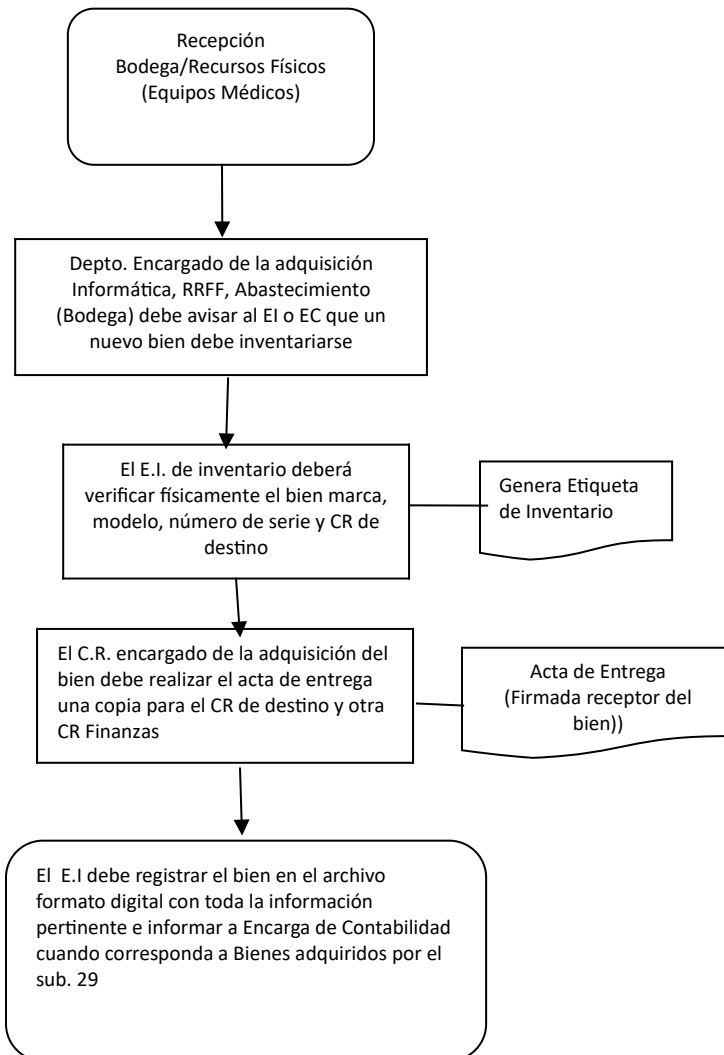 Recepción
Bodega/Recursos Físicos
(Equipos Médicos)
Depto. Encargado de la adquisición
Informática, RRFF, Abastecimiento
(Bodega) debe avisar al EI o EC que un
nuevo bien debe inventariarse
El E.I. de inventario deberá
verificar físicamente el bien marca,
modelo, número de serie y CR de
destino
Genera Etiqueta
de Inventario
El C.R. encargado de la adquisición del
bien debe realizar el acta de entrega
una copia para el CR de destino y otra
CR Finanzas
Acta de Entrega
(Firmada receptor del
bien))
El E.I debe registrar el bien en el archivo
formato digital con toda la información
pertinente e informar a Encarga de Contabilidad
cuando corresponda a Bienes adquiridos por el
sub. 29